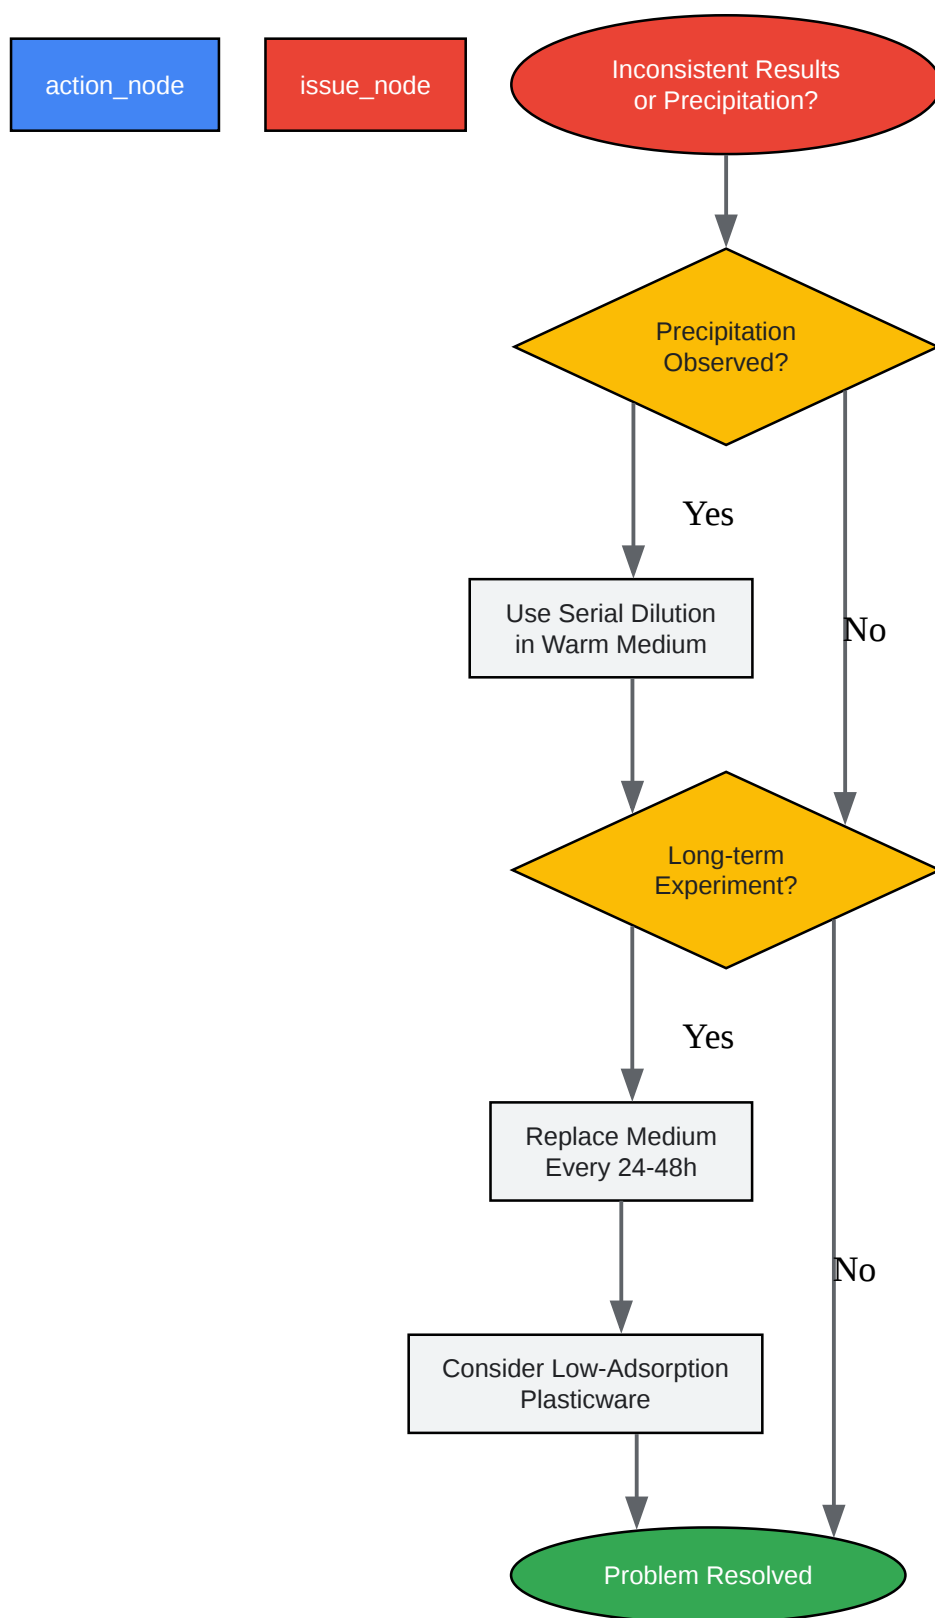 action_node
issue_node
Inconsistent Results
or Precipitation?
Precipitation
Observed?
Yes
Use Serial Dilution
in Warm Medium
No
Long-term
Experiment?
Yes
Replace Medium
Every 24-48h
No
Consider Low-Adsorption
Plasticware
Problem Resolved